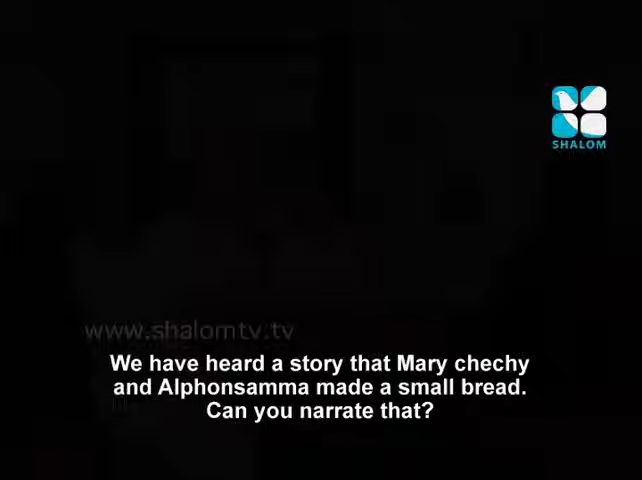 SHALOM
www.shalomtv.tv
We have heard a story that Mary chechy
and Alphonsamma made a small bread.
Can you narrate that?